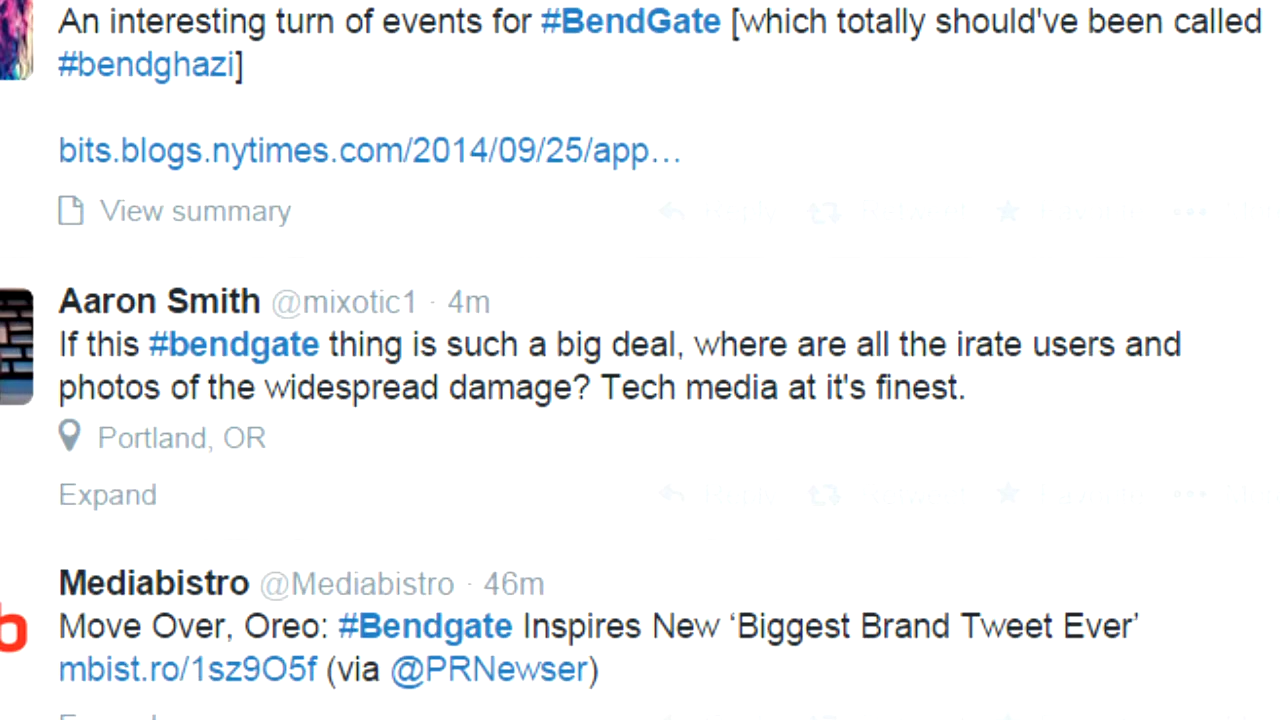 An interesting turn of events for #BendGate [which totally should've been called
#bendghazi]
bits.blogs.nytimes.com/2014/09/25/app…
View summary
Aaron Smith @mixotic1 · 4m
If this #bendgate thing is such a big deal, where are all the irate users and
photos of the widespread damage? Tech media at it's finest.
Portland, OR
Expand
Mediabistro @Mediabistro · 46m
Move Over, Oreo: #Bendgate Inspires New ‘Biggest Brand Tweet Ever’
mbist.ro/1sz9O5f (via @PRNewser)